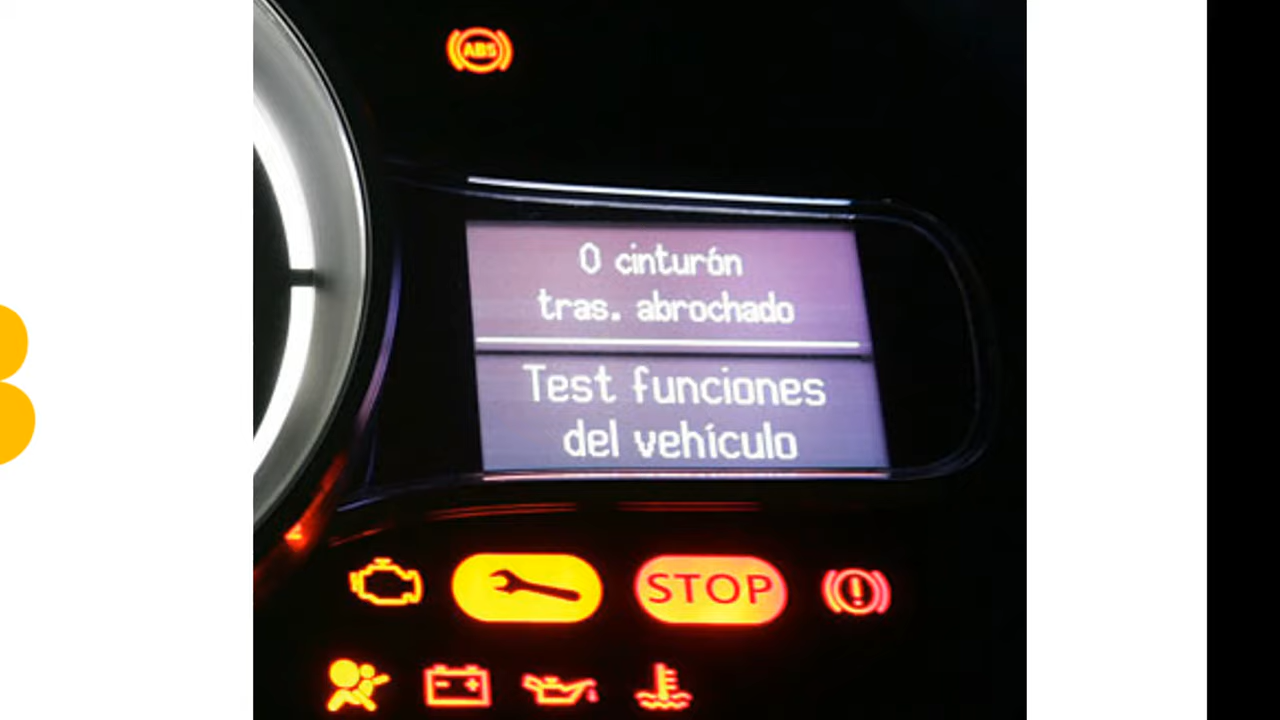 ABS
0 cinturón
tras. abrochado
Test funciones
del vehículo
STOP